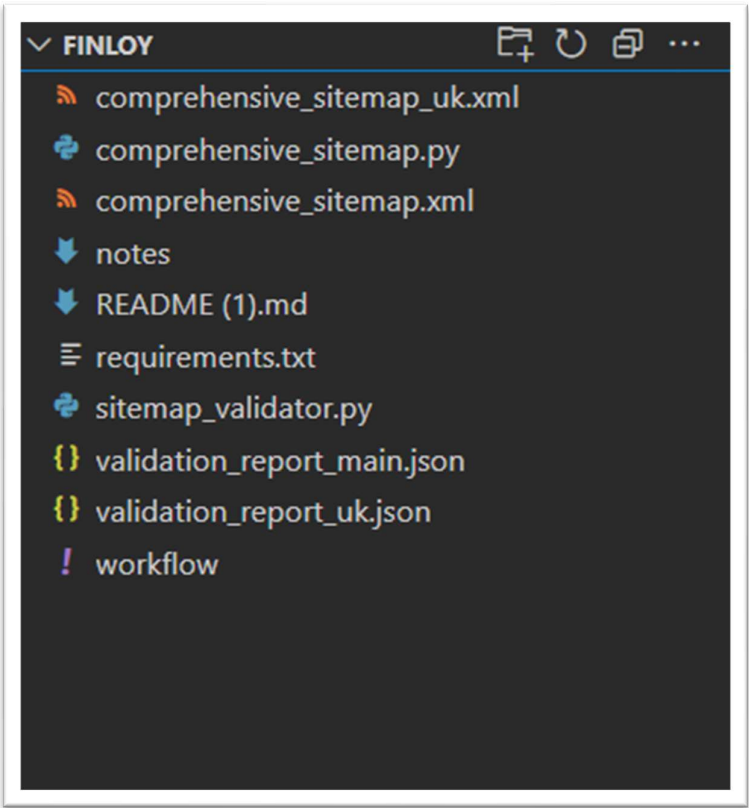 FINLOY
comprehensive_sitemap_uk.xml
comprehensive_sitemap.py
comprehensive_sitemap.xml
notes
README (1).md
requirements.txt
sitemap_validator.py
validation_report_main.json
validation_report_uk.json
workflow